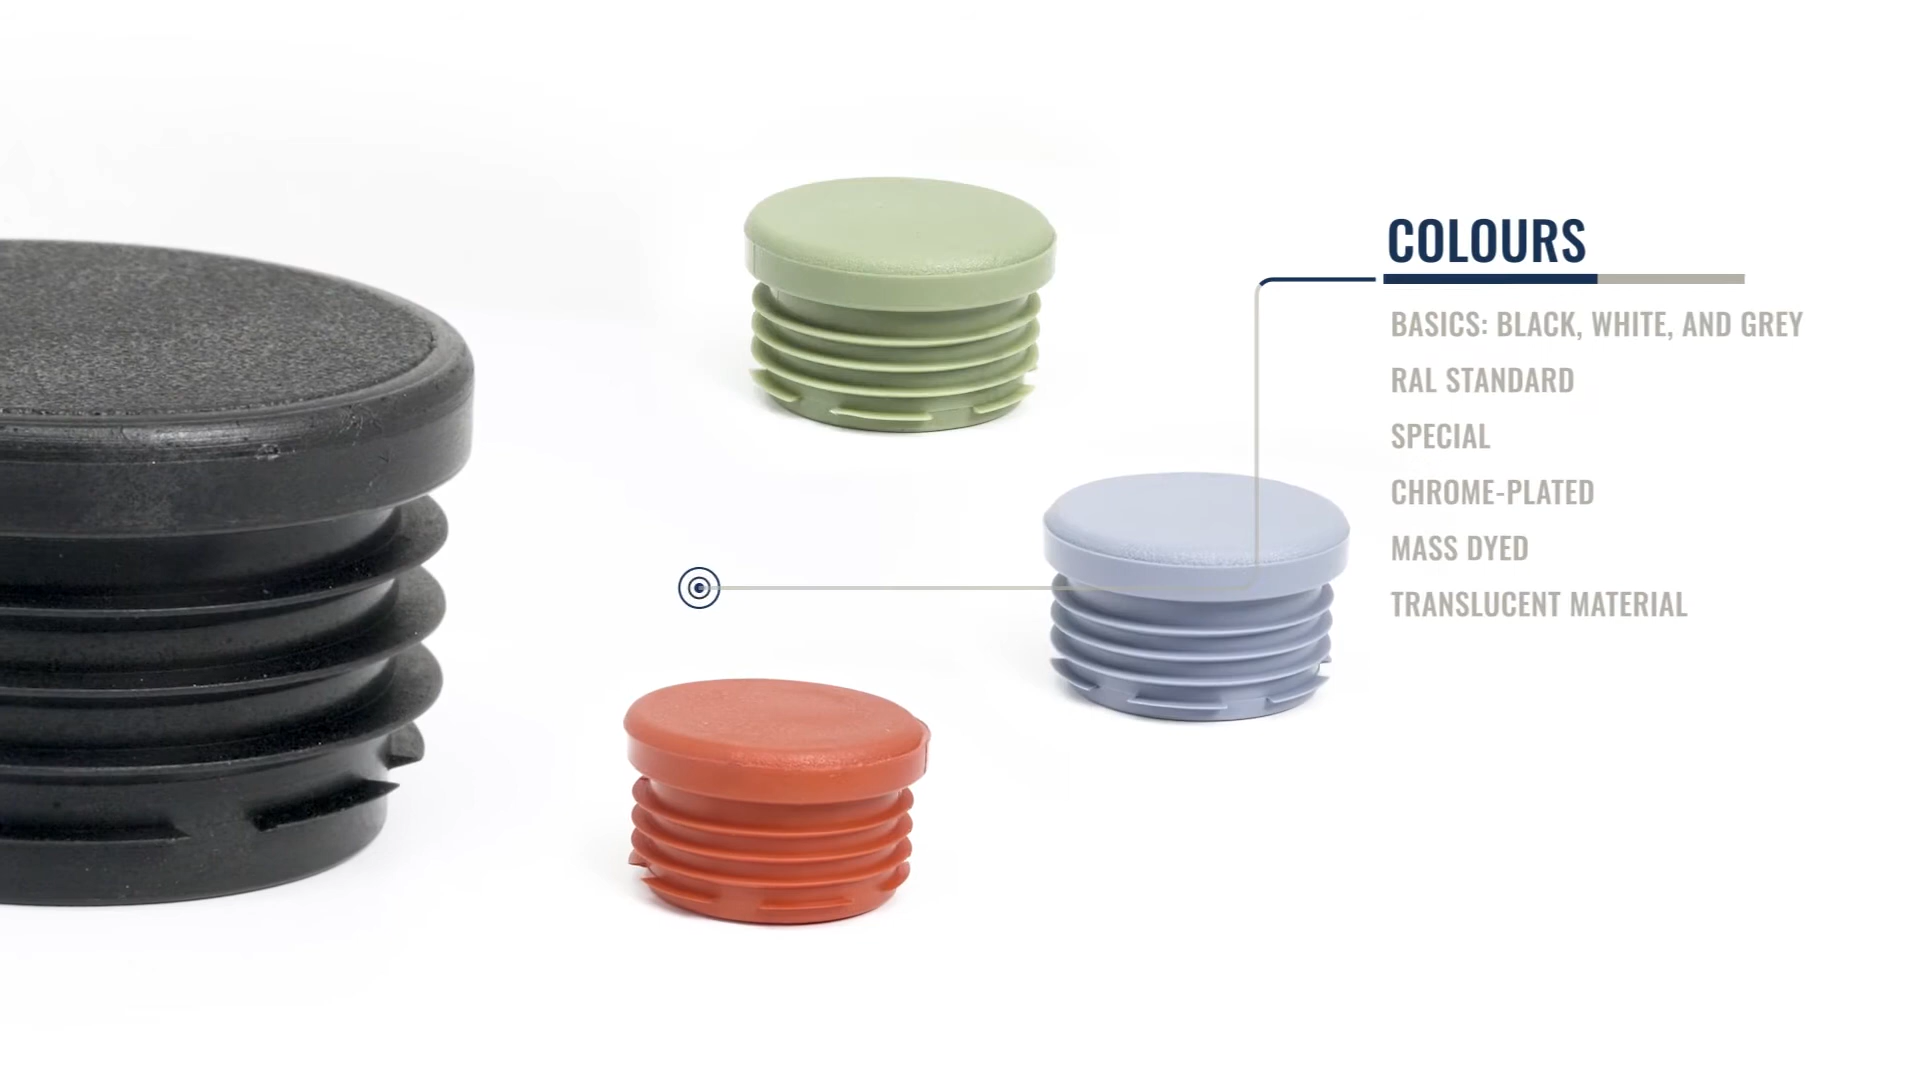 COLOURS
BASICS: BLACK, WHITE, AND GREY
RAL STANDARD
SPECIAL
CHROME-PLATED
MASS DYED
TRANSLUCENT MATERIAL